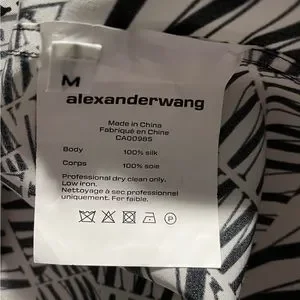 M
alexanderwang
Made in China
Fabriqué en Chine
CA00985
Body 100% silk
Corps 100% soie
Professional dry clean only.
Low iron.
Nettoyage à sec professionnel
uniquement. Fer faible.
P